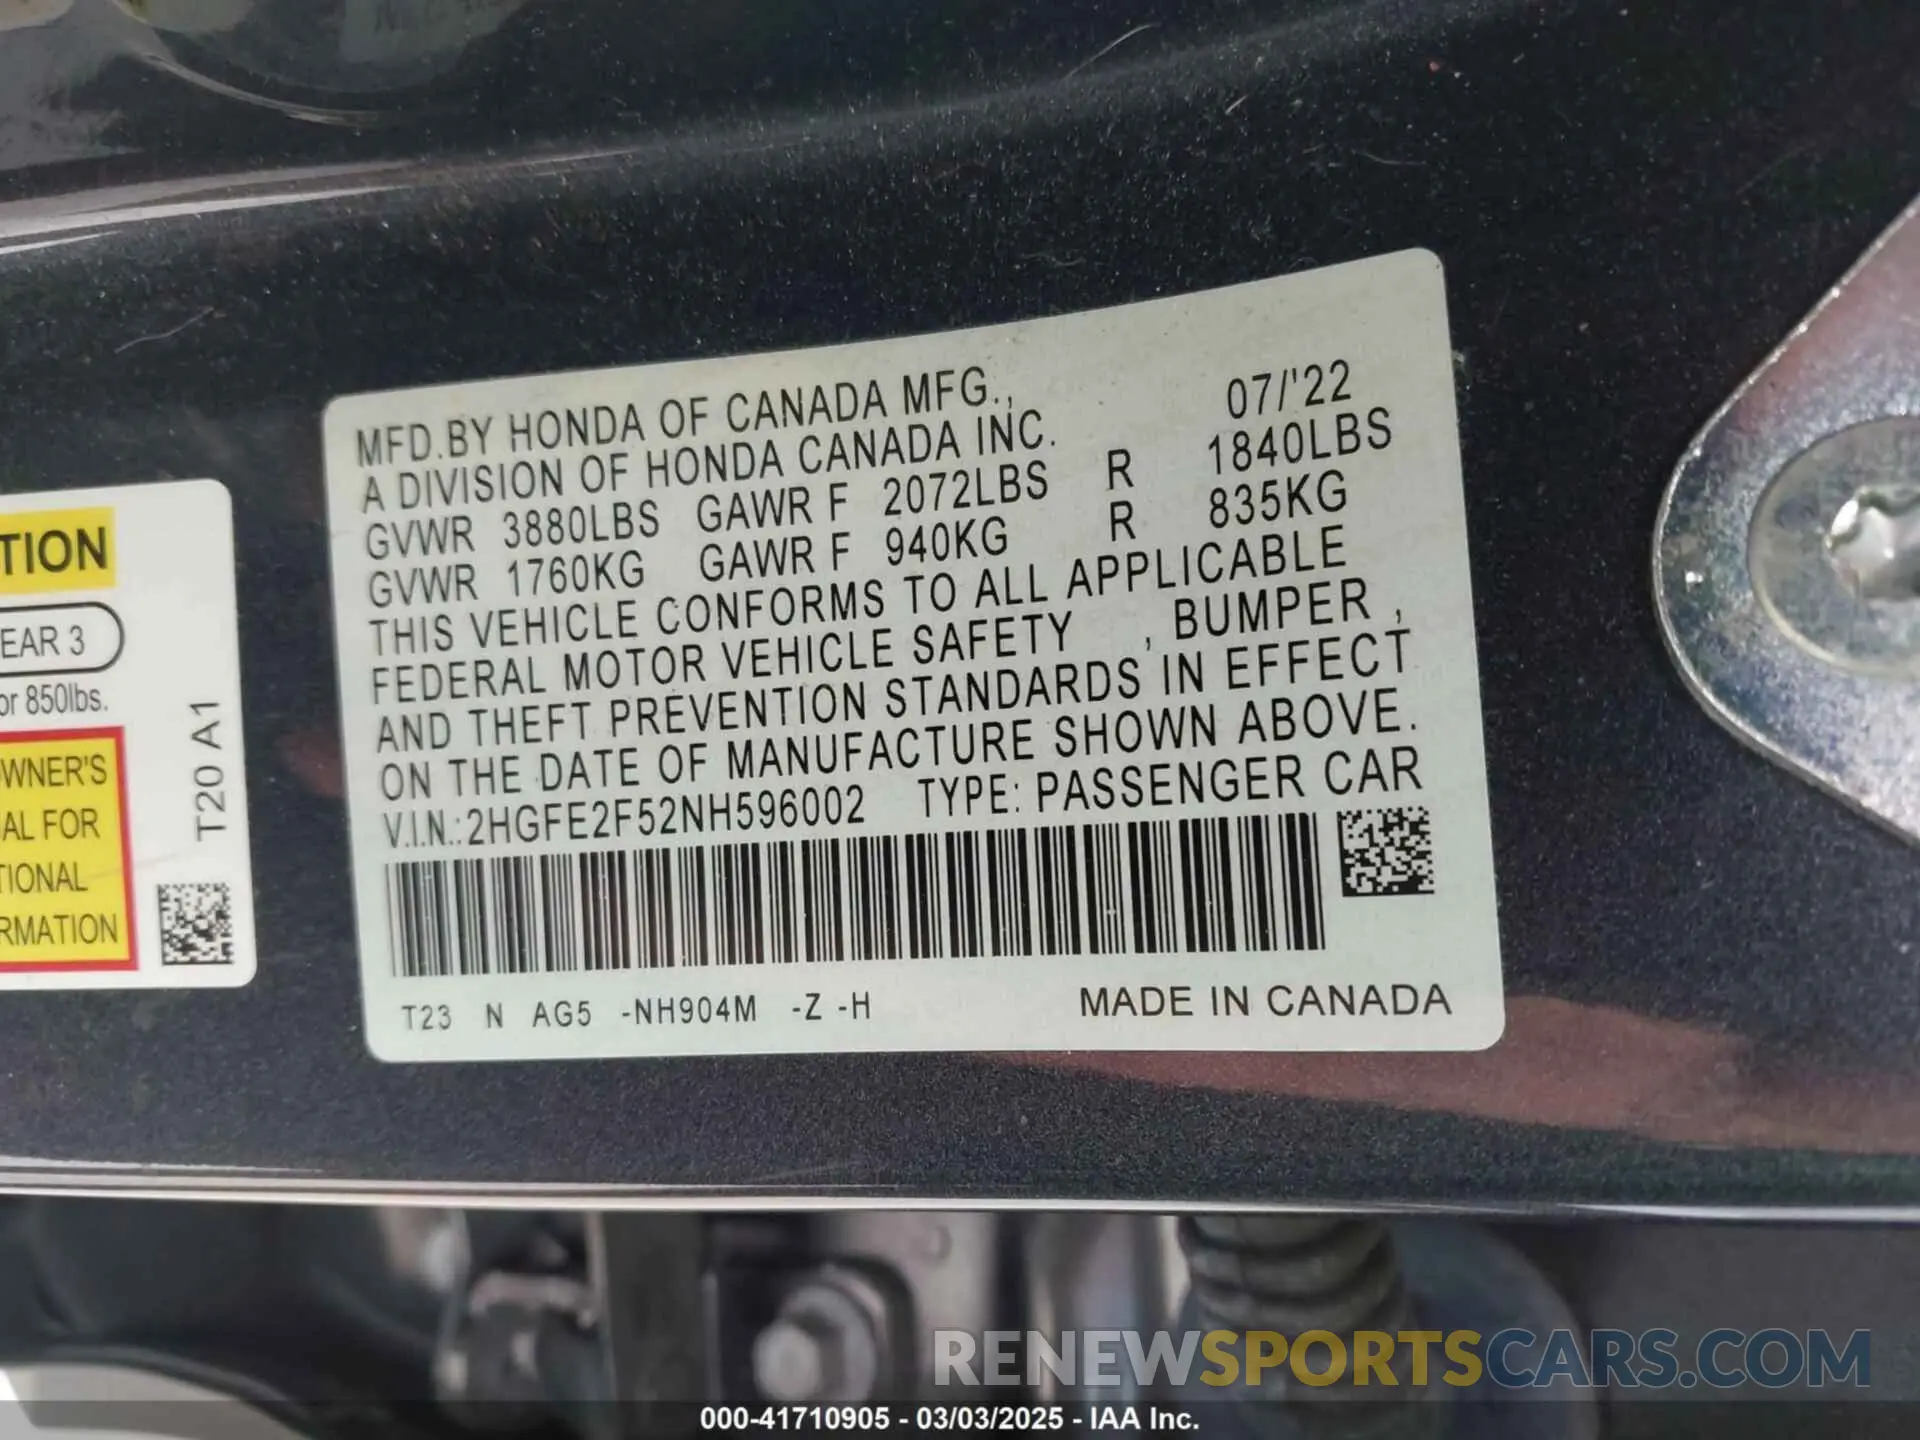 MFD.BY HONDA OF CANADA MFG.,
A DIVISION OF HONDA CANADA INC. 07/'22
GVWR 3880LBS GAWR F 2072LBS R 1840LBS
GVWR 1760KG GAWR F 940KG R 835KG
THIS VEHICLE CONFORMS TO ALL APPLICABLE
FEDERAL MOTOR VEHICLE SAFETY , BUMPER ,
AND THEFT PREVENTION STANDARDS IN EFFECT
ON THE DATE OF MANUFACTURE SHOWN ABOVE.
V.I.N.:2HGFE2F52NH596002 TYPE: PASSENGER CAR
T23 N AG5 -NH904M -Z -H MADE IN CANADA
TION
EAR 3
or 850lbs.
WNER'S
AL FOR
TIONAL
RMATION
T20 A1
RENEWSPORTSCARS.COM
000-41710905 - 03/03/2025 - IAA Inc.